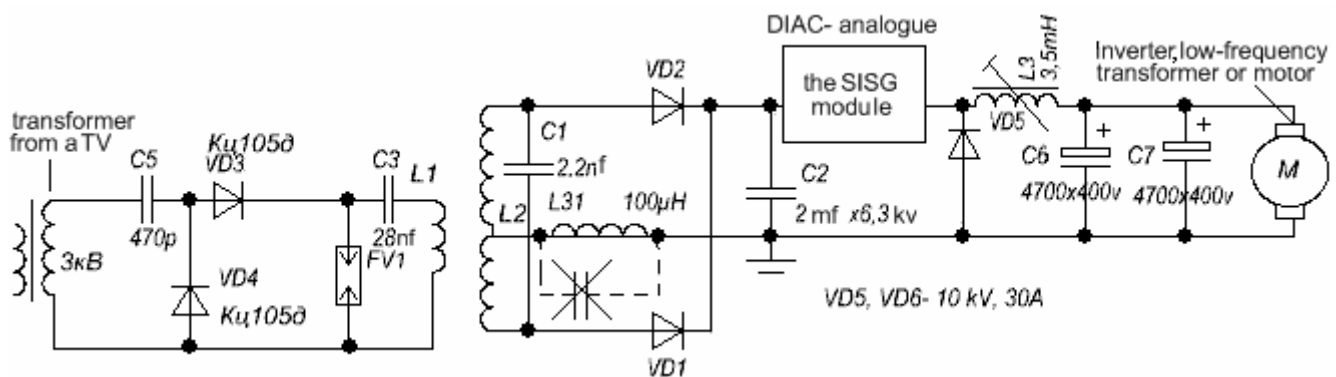 DIAC- analogue
Inverter,low-frequency
transformer or motor
the SISG
module
L3
3,5mH
VD5
VD2
transformer
from a TV
C5
470p
Кц105д
VD3
C3
28nf
L1
3кВ
VD4
Кц105д
FV1
C1
2.2nf
L2
L31
100µH
VD1
C2
2 mf x6,3 kv
+
C6
4700x400v
+
C7
4700x400v
M
VD5, VD6- 10 kV, 30A